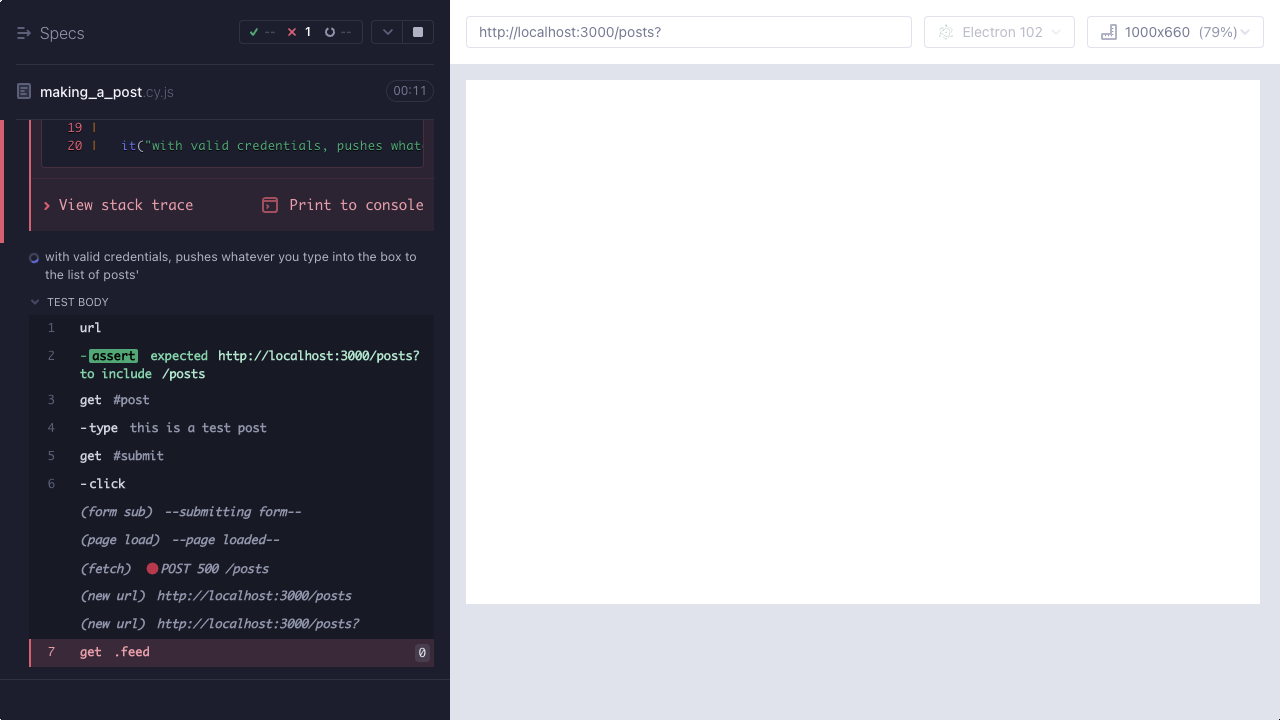 Specs
-- 1 --
making_a_post.cy.js 00:11
19 |
20 | it("with valid credentials, pushes what
View stack trace Print to console
with valid credentials, pushes whatever you type into the box to
the list of posts'
TEST BODY
1 url
2 -assert expected http://localhost:3000/posts?
to include /posts
3 get #post
4 -type this is a test post
5 get #submit
6 -click
(form sub) --submitting form--
(page load) --page loaded--
(fetch) POST 500 /posts
(new url) http://localhost:3000/posts
(new url) http://localhost:3000/posts?
7 get .feed 0
http://localhost:3000/posts? Electron 102 1000x660 (79%)